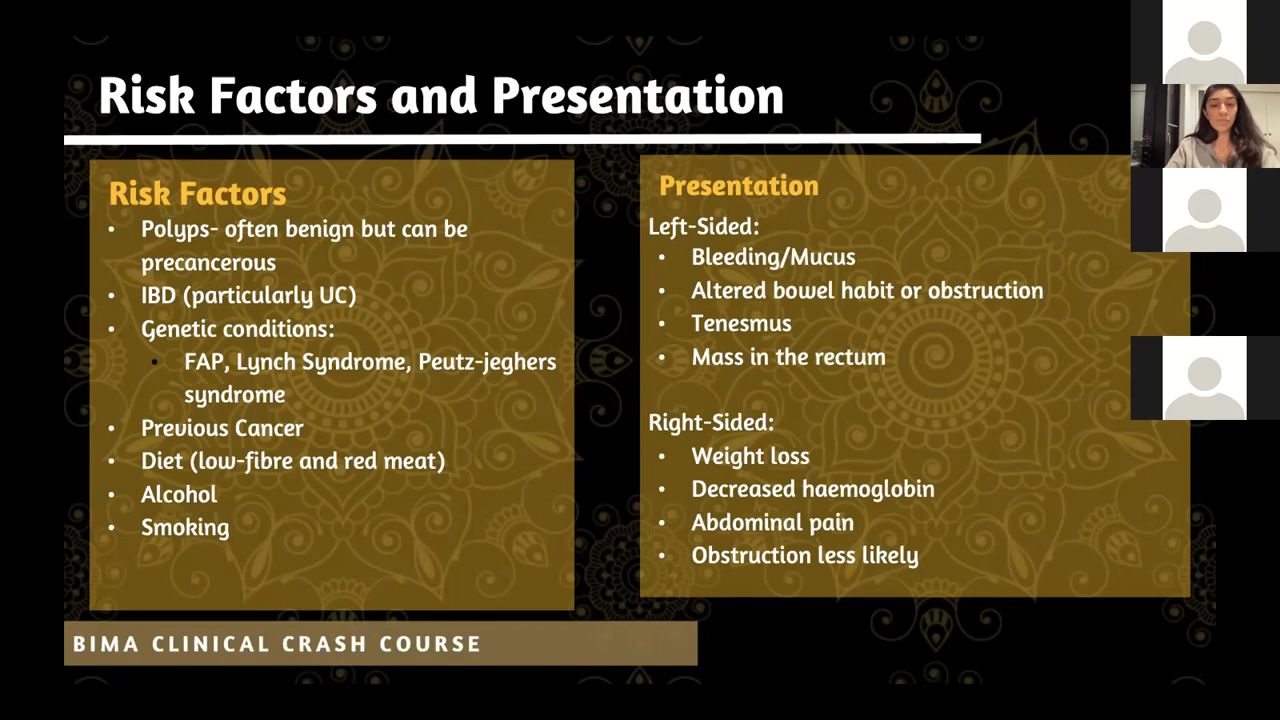 Risk Factors and Presentation
Risk Factors
• Polyps- often benign but can be
precancerous
• IBD (particularly UC)
• Genetic conditions:
• FAP, Lynch Syndrome, Peutz-jeghers
syndrome
• Previous Cancer
• Diet (low-fibre and red meat)
• Alcohol
• Smoking
Presentation
Left-Sided:
• Bleeding/Mucus
• Altered bowel habit or obstruction
• Tenesmus
• Mass in the rectum
Right-Sided:
• Weight loss
• Decreased haemoglobin
• Abdominal pain
• Obstruction less likely
BIMA CLINICAL CRASH COURSE